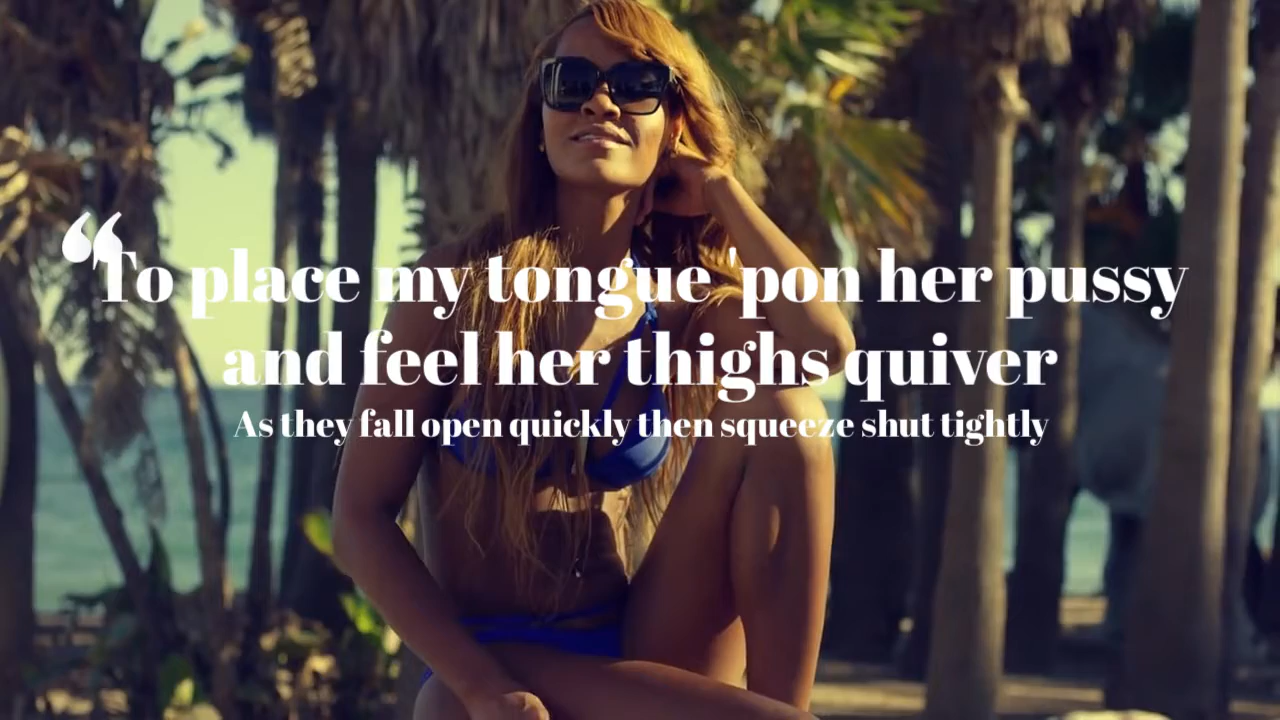 “To place my tongue 'pon her pussy
and feel her thighs quiver
As they fall open quickly then squeeze shut tightly